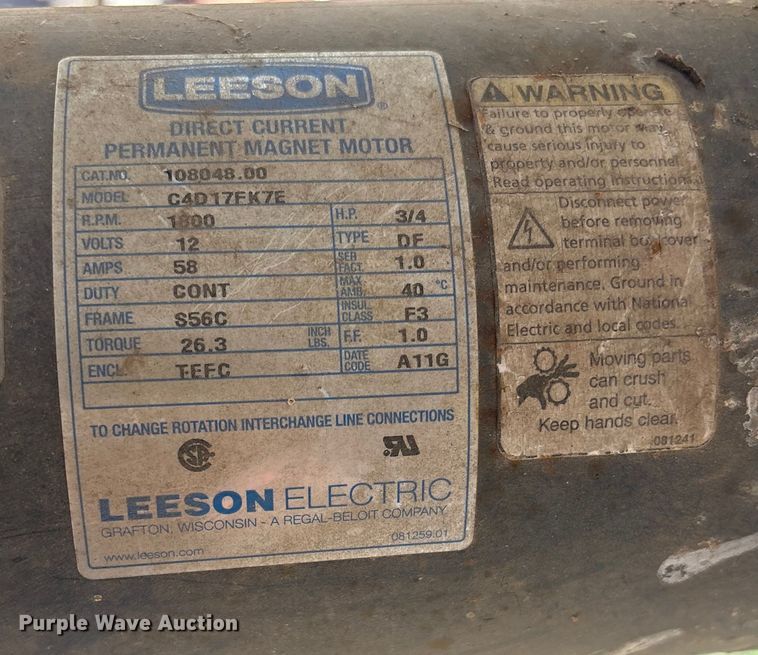 LEESON
®
DIRECT CURRENT
PERMANENT MAGNET MOTOR
CAT.NO. 108048.00
MODEL C4D17FK7E
R.P.M. 1800 H.P. 3/4
VOLTS 12 TYPE DF
AMPS 58 SER FACT. 1.0
DUTY CONT MAX AMB. 40 °C
FRAME S56C INSUL CLASS F3
TORQUE 26.3 INCH LBS. F.F. 1.0
ENCL TEFC DATE CODE A11G
TO CHANGE ROTATION INTERCHANGE LINE CONNECTIONS
LEESON ELECTRIC
GRAFTON, WISCONSIN - A REGAL-BELOIT COMPANY
081259.01
www.leeson.com
WARNING
Failure to properly operate
& ground this motor may
cause serious injury to
property and/or personnel.
Read operating instructions.
Disconnect power
before removing
terminal box cover
and/or performing
maintenance. Ground in
accordance with National
Electric and local codes.
Moving parts
can crush
and cut.
Keep hands clear.
081241
Purple Wave Auction